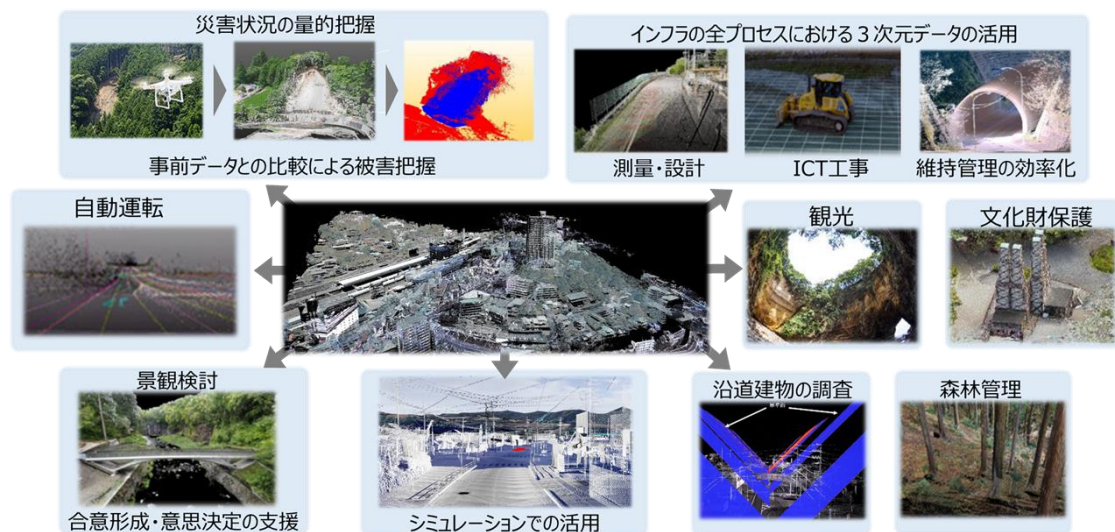 災害状況の量的把握
事前データとの比較による被害把握
インフラの全プロセスにおける3次元データの活用
測量・設計
ICT工事
維持管理の効率化
自動運転
観光
文化財保護
景観検討
合意形成・意思決定の支援
シミュレーションでの活用
沿道建物の調査
森林管理